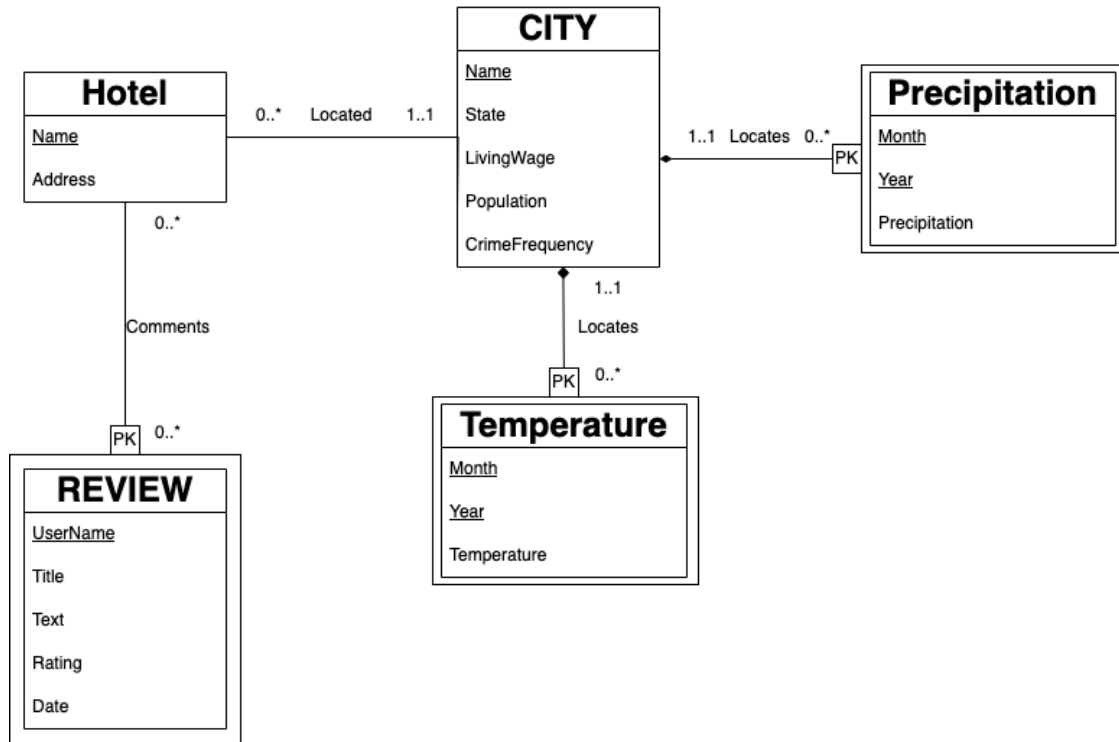 CITY
Name
State
LivingWage
Population
CrimeFrequency
Hotel
Name
Address
0..* Located 1..1
Precipitation
Month
Year
Precipitation
1..1 Locates 0..*
PK
0..*
Comments
PK 0..*
REVIEW
UserName
Title
Text
Rating
Date
1..1
Locates
PK 0..*
Temperature
Month
Year
Temperature